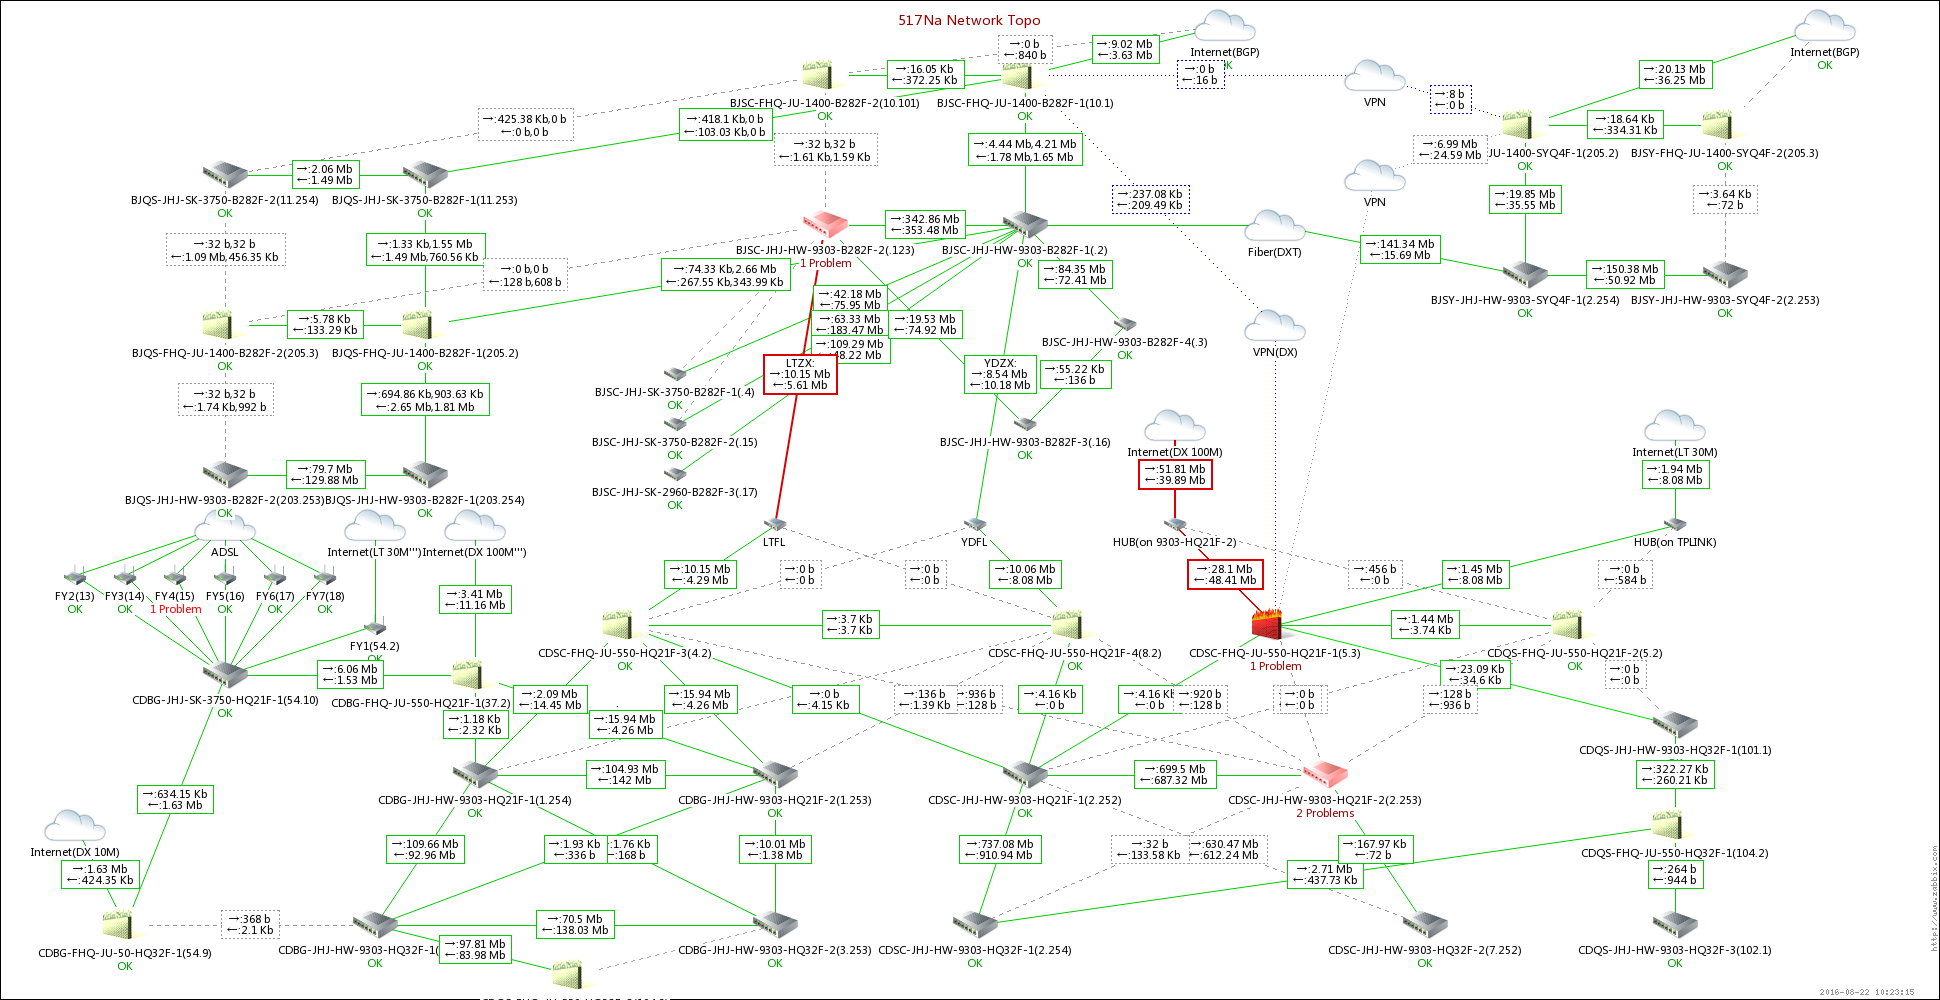 517Na Network Topo
→:0 b
←:840 b
→:9.02 Mb
←:3.63 Mb
Internet(BGP)
OK
→:16.05 Kb
←:372.25 Kb
→:0 b
←:16 b
VPN
→:8 b
←:0 b
→:20.13 Mb
←:36.25 Mb
Internet(BGP)
OK
BJSC-FHQ-JU-1400-B282F-2(10.101)
OK
BJSC-FHQ-JU-1400-B282F-1(10.1)
OK
→:425.38 Kb,0 b
←:0 b,0 b
→:418.1 Kb,0 b
←:103.03 Kb,0 b
→:32 b,32 b
←:1.61 Kb,1.59 Kb
→:4.44 Mb,4.21 Mb
←:1.78 Mb,1.65 Mb
→:18.64 Kb
←:334.31 Kb
→:6.99 Mb
←:24.59 Mb
JU-1400-SYQ4F-1(205.2)
OK
BJSY-FHQ-JU-1400-SYQ4F-2(205.3)
OK
→:2.06 Mb
←:1.49 Mb
BJQS-JHJ-SK-3750-B282F-2(11.254)
OK
BJQS-JHJ-SK-3750-B282F-1(11.253)
OK
VPN
→:237.08 Kb
←:209.49 Kb
→:19.85 Mb
←:35.55 Mb
→:3.64 Kb
←:72 b
→:32 b,32 b
←:1.09 Mb,456.35 Kb
→:1.33 Kb,1.55 Mb
←:1.49 Mb,760.56 Kb
→:342.86 Mb
←:353.48 Mb
BJSC-JHJ-HW-9303-B282F-2(.123)
1 Problem
BJSC-JHJ-HW-9303-B282F-1(.2)
OK
Fiber(DXT)
→:141.34 Mb
←:15.69 Mb
→:0 b,0 b
←:128 b,608 b
→:74.33 Kb,2.66 Mb
←:267.55 Kb,343.99 Kb
→:84.35 Mb
←:72.41 Mb
→:150.38 Mb
←:50.92 Mb
BJSY-JHJ-HW-9303-SYQ4F-1(2.254)
OK
BJSY-JHJ-HW-9303-SYQ4F-2(2.253)
OK
→:42.18 Mb
←:75.95 Mb
→:63.33 Mb
←:183.47 Mb
→:19.53 Mb
←:74.92 Mb
→:109.29 Mb
48.22 Mb
→:5.78 Kb
←:133.29 Kb
BJQS-FHQ-JU-1400-B282F-2(205.3)
OK
BJQS-FHQ-JU-1400-B282F-1(205.2)
OK
BJSC-JHJ-HW-9303-B282F-4(.3)
OK
VPN(DX)
LTZX:
→:10.15 Mb
←:5.61 Mb
YDZX:
→:8.54 Mb
←:10.18 Mb
→:55.22 Kb
←:136 b
→:32 b,32 b
←:1.74 Kb,992 b
→:694.86 Kb,903.63 Kb
←:2.65 Mb,1.81 Mb
BJSC-JHJ-SK-3750-B282F-1(.4)
OK
BJSC-JHJ-SK-3750-B282F-2(.15)
OK
BJSC-JHJ-HW-9303-B282F-3(.16)
OK
BJSC-JHJ-SK-2960-B282F-3(.17)
OK
Internet(DX 100M)
→:51.81 Mb
←:39.89 Mb
Internet(LT 30M)
→:1.94 Mb
←:8.08 Mb
→:79.7 Mb
←:129.88 Mb
BJQS-JHJ-HW-9303-B282F-2(203.253)
OK
BJQS-JHJ-HW-9303-B282F-1(203.254)
OK
ADSL
Internet(LT 30M''')
Internet(DX 100M''')
LTFL
YDFL
HUB(on 9303-HQ21F-2)
HUB(on TPLINK)
FY2(13)
OK
FY3(14)
OK
FY4(15)
1 Problem
FY5(16)
OK
FY6(17)
OK
FY7(18)
OK
→:3.41 Mb
←:11.16 Mb
→:10.15 Mb
←:4.29 Mb
→:0 b
←:0 b
→:0 b
←:0 b
→:10.06 Mb
←:8.08 Mb
→:28.1 Mb
←:48.41 Mb
→:456 b
←:0 b
→:1.45 Mb
←:8.08 Mb
→:0 b
←:584 b
FY1(54.2)
OK
→:3.7 Kb
←:3.7 Kb
→:1.44 Mb
←:3.74 Mb
CDSC-FHQ-JU-550-HQ21F-3(4.2)
OK
CDSC-FHQ-JU-550-HQ21F-4(8.2)
OK
CDSC-FHQ-JU-550-HQ21F-1(5.3)
1 Problem
CDQS-FHQ-JU-550-HQ21F-2(5.2)
OK
→:6.06 Mb
←:1.53 Mb
→:23.09 Kb
←:34.6 Kb
→:0 b
←:0 b
CDBG-JHJ-SK-3750-HQ21F-1(54.10)
OK
CDBG-FHQ-JU-550-HQ21F-1(37.2)
→:2.09 Mb
←:14.45 Mb
→:15.94 Mb
←:4.26 Mb
→:0 b
←:4.15 Kb
→:136 b
←:1.39 Kb
→:936 b
←:128 b
→:4.16 Kb
←:0 b
→:4.16 Kb
←:0 b
→:920 b
←:128 b
→:0 b
←:0 b
→:128 b
←:936 b
→:1.18 Kb
←:2.32 Kb
→:15.94 Mb
←:4.26 Mb
CDQS-JHJ-HW-9303-HQ32F-1(101.1)
→:322.27 Kb
←:260.21 Kb
→:104.93 Mb
←:142 Mb
→:699.5 Mb
←:687.32 Mb
CDBG-JHJ-HW-9303-HQ21F-1(1.254)
OK
CDBG-JHJ-HW-9303-HQ21F-2(1.253)
OK
CDSC-JHJ-HW-9303-HQ21F-1(2.252)
OK
CDSC-JHJ-HW-9303-HQ21F-2(2.253)
2 Problems
→:634.15 Kb
←:1.63 Mb
Internet(DX 10M)
→:1.63 Mb
←:424.35 Kb
→:109.66 Mb
←:92.96 Mb
→:1.93 Kb
←:336 b
:1.76 Kb
:168 b
→:10.01 Mb
←:1.38 Mb
→:737.08 Mb
←:910.94 Mb
→:32 b
←:133.58 Kb
→:630.47 Mb
←:612.24 Mb
→:167.97 Kb
←:72 b
→:2.71 Mb
←:437.73 Kb
CDQS-FHQ-JU-550-HQ32F-1(104.2)
→:264 b
←:944 b
→:368 b
←:2.1 Kb
→:70.5 Mb
←:138.03 Mb
→:97.81 Mb
←:83.98 Mb
CDBG-FHQ-JU-50-HQ32F-1(54.9)
OK
CDBG-JHJ-HW-9303-HQ32F-1(
OK
CDBG-JHJ-HW-9303-HQ32F-2(3.253)
OK
CDSC-JHJ-HW-9303-HQ32F-1(2.254)
OK
CDSC-JHJ-HW-9303-HQ32F-2(7.252)
OK
CDQS-JHJ-HW-9303-HQ32F-3(102.1)
OK
http://www.zabbix.com
2016-08-22 10:23:15